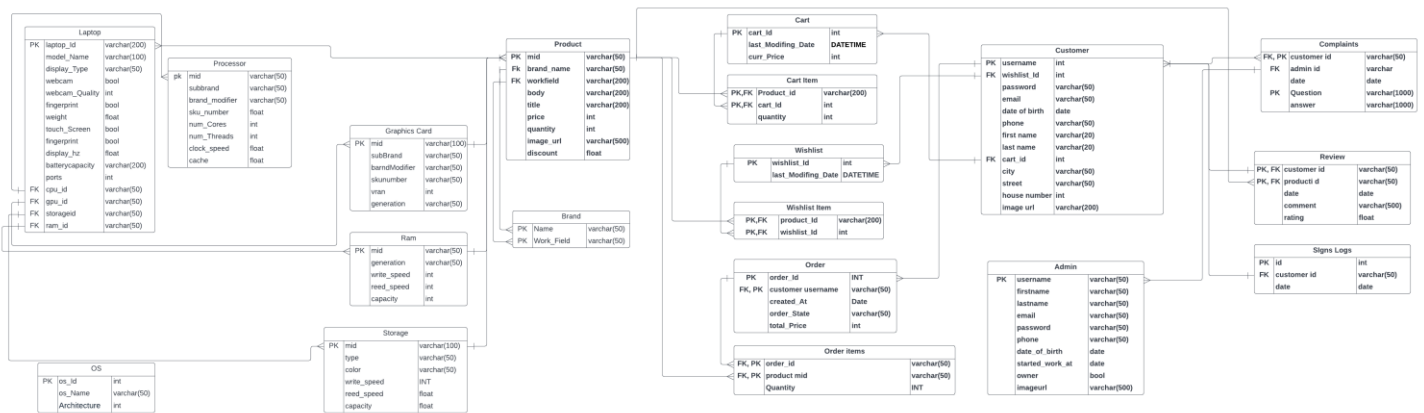 Laptop
PK laptop_Id varchar(200)
model_Name varchar(100)
display_Type varchar(50)
webcam bool
webcam_Quality int
fingerprint bool
weight float
touch_Screen bool
fingerprint bool
display_hz float
batterycapacity varchar(200)
ports int
FK cpu_id varchar(50)
FK gpu_id varchar(50)
FK storageid varchar(50)
FK ram_id varchar(50)
Processor
pk mid varchar(50)
subbrand varchar(50)
brand_modifier varchar(50)
sku_number float
num_Cores int
num_Threads int
clock_speed float
cache float
Graphics Card
PK mid varchar(100)
subBrand varchar(50)
barndModifier varchar(50)
skunumber varchar(50)
vran int
generation varchar(50)
Ram
PK mid varchar(50)
generation varchar(50)
write_speed int
reed_speed int
capacity int
Storage
PK mid varchar(100)
type varchar(50)
color varchar(50)
write_speed INT
reed_speed float
capacity float
OS
PK os_Id int
os_Name varchar(50)
Architecture int
Product
PK mid varchar(50)
Fk brand_name varchar(50)
FK workfield varchar(200)
body varchar(200)
title varchar(200)
price int
quantity int
image_url varchar(500)
discount float
Brand
PK Name varchar(50)
PK Work_Field varchar(50)
Cart
PK cart_Id int
last_Modifing_Date DATETIME
curr_Price int
Cart Item
PK,FK Product_id varchar(200)
PK,FK cart_Id int
quantity int
Wishlist
PK wishlist_Id int
last_Modifing_Date DATETIME
Wishlist Item
PK,FK product_Id varchar(200)
PK,FK wishlist_Id int
Order
PK order_Id INT
FK, PK customer username varchar(50)
created_At Date
order_State varchar(50)
total_Price int
Order items
FK, PK order_id varchar(50)
FK, PK product mid varchar(50)
Quantity INT
Customer
PK username int
FK wishlist_Id int
password varchar(50)
email varchar(50)
date of birth date
phone varchar(50)
first name varchar(20)
last name varchar(20)
FK cart_id int
city varchar(50)
street varchar(50)
house number int
image url varchar(200)
Admin
PK username varchar(50)
firstname varchar(50)
lastname varchar(50)
email varchar(50)
password varchar(50)
phone varchar(50)
date_of_birth date
started_work_at date
owner bool
imageurl varchar(500)
Complaints
FK, PK customer id varchar(50)
FK admin id varchar
date date
PK Question varchar(1000)
answer varchar(1000)
Review
PK, FK customer id varchar(50)
PK, FK producti d varchar(50)
date date
comment varchar(500)
rating float
SIgns Logs
PK id int
FK customer id varchar(50)
date date